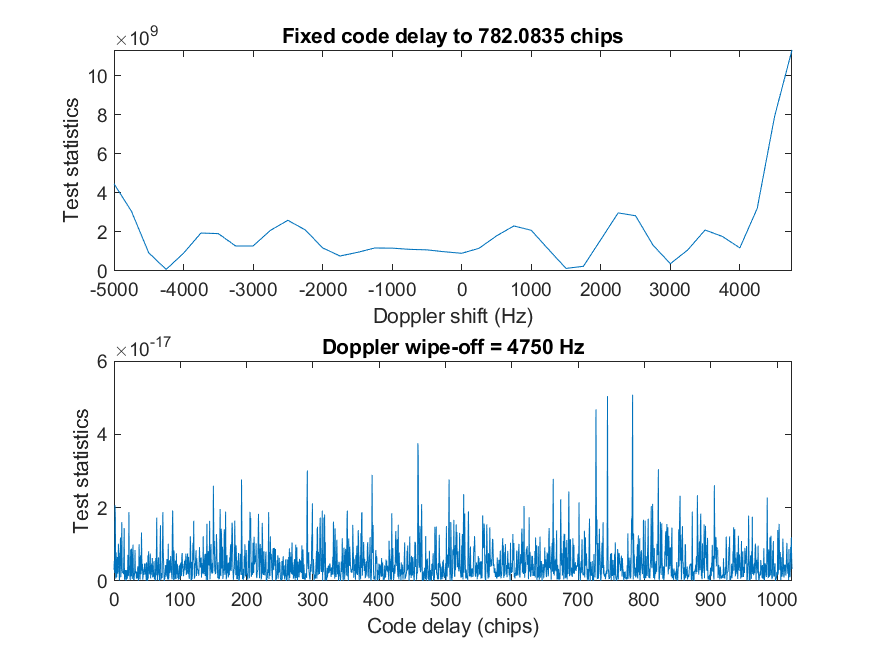 ×10^9
Fixed code delay to 782.0835 chips
10
8
6
4
2
0
Test statistics
-5000 -4000 -3000 -2000 -1000 0 1000 2000 3000 4000
Doppler shift (Hz)
×10^-17
Doppler wipe-off = 4750 Hz
6
4
2
0
Test statistics
0 100 200 300 400 500 600 700 800 900 1000
Code delay (chips)